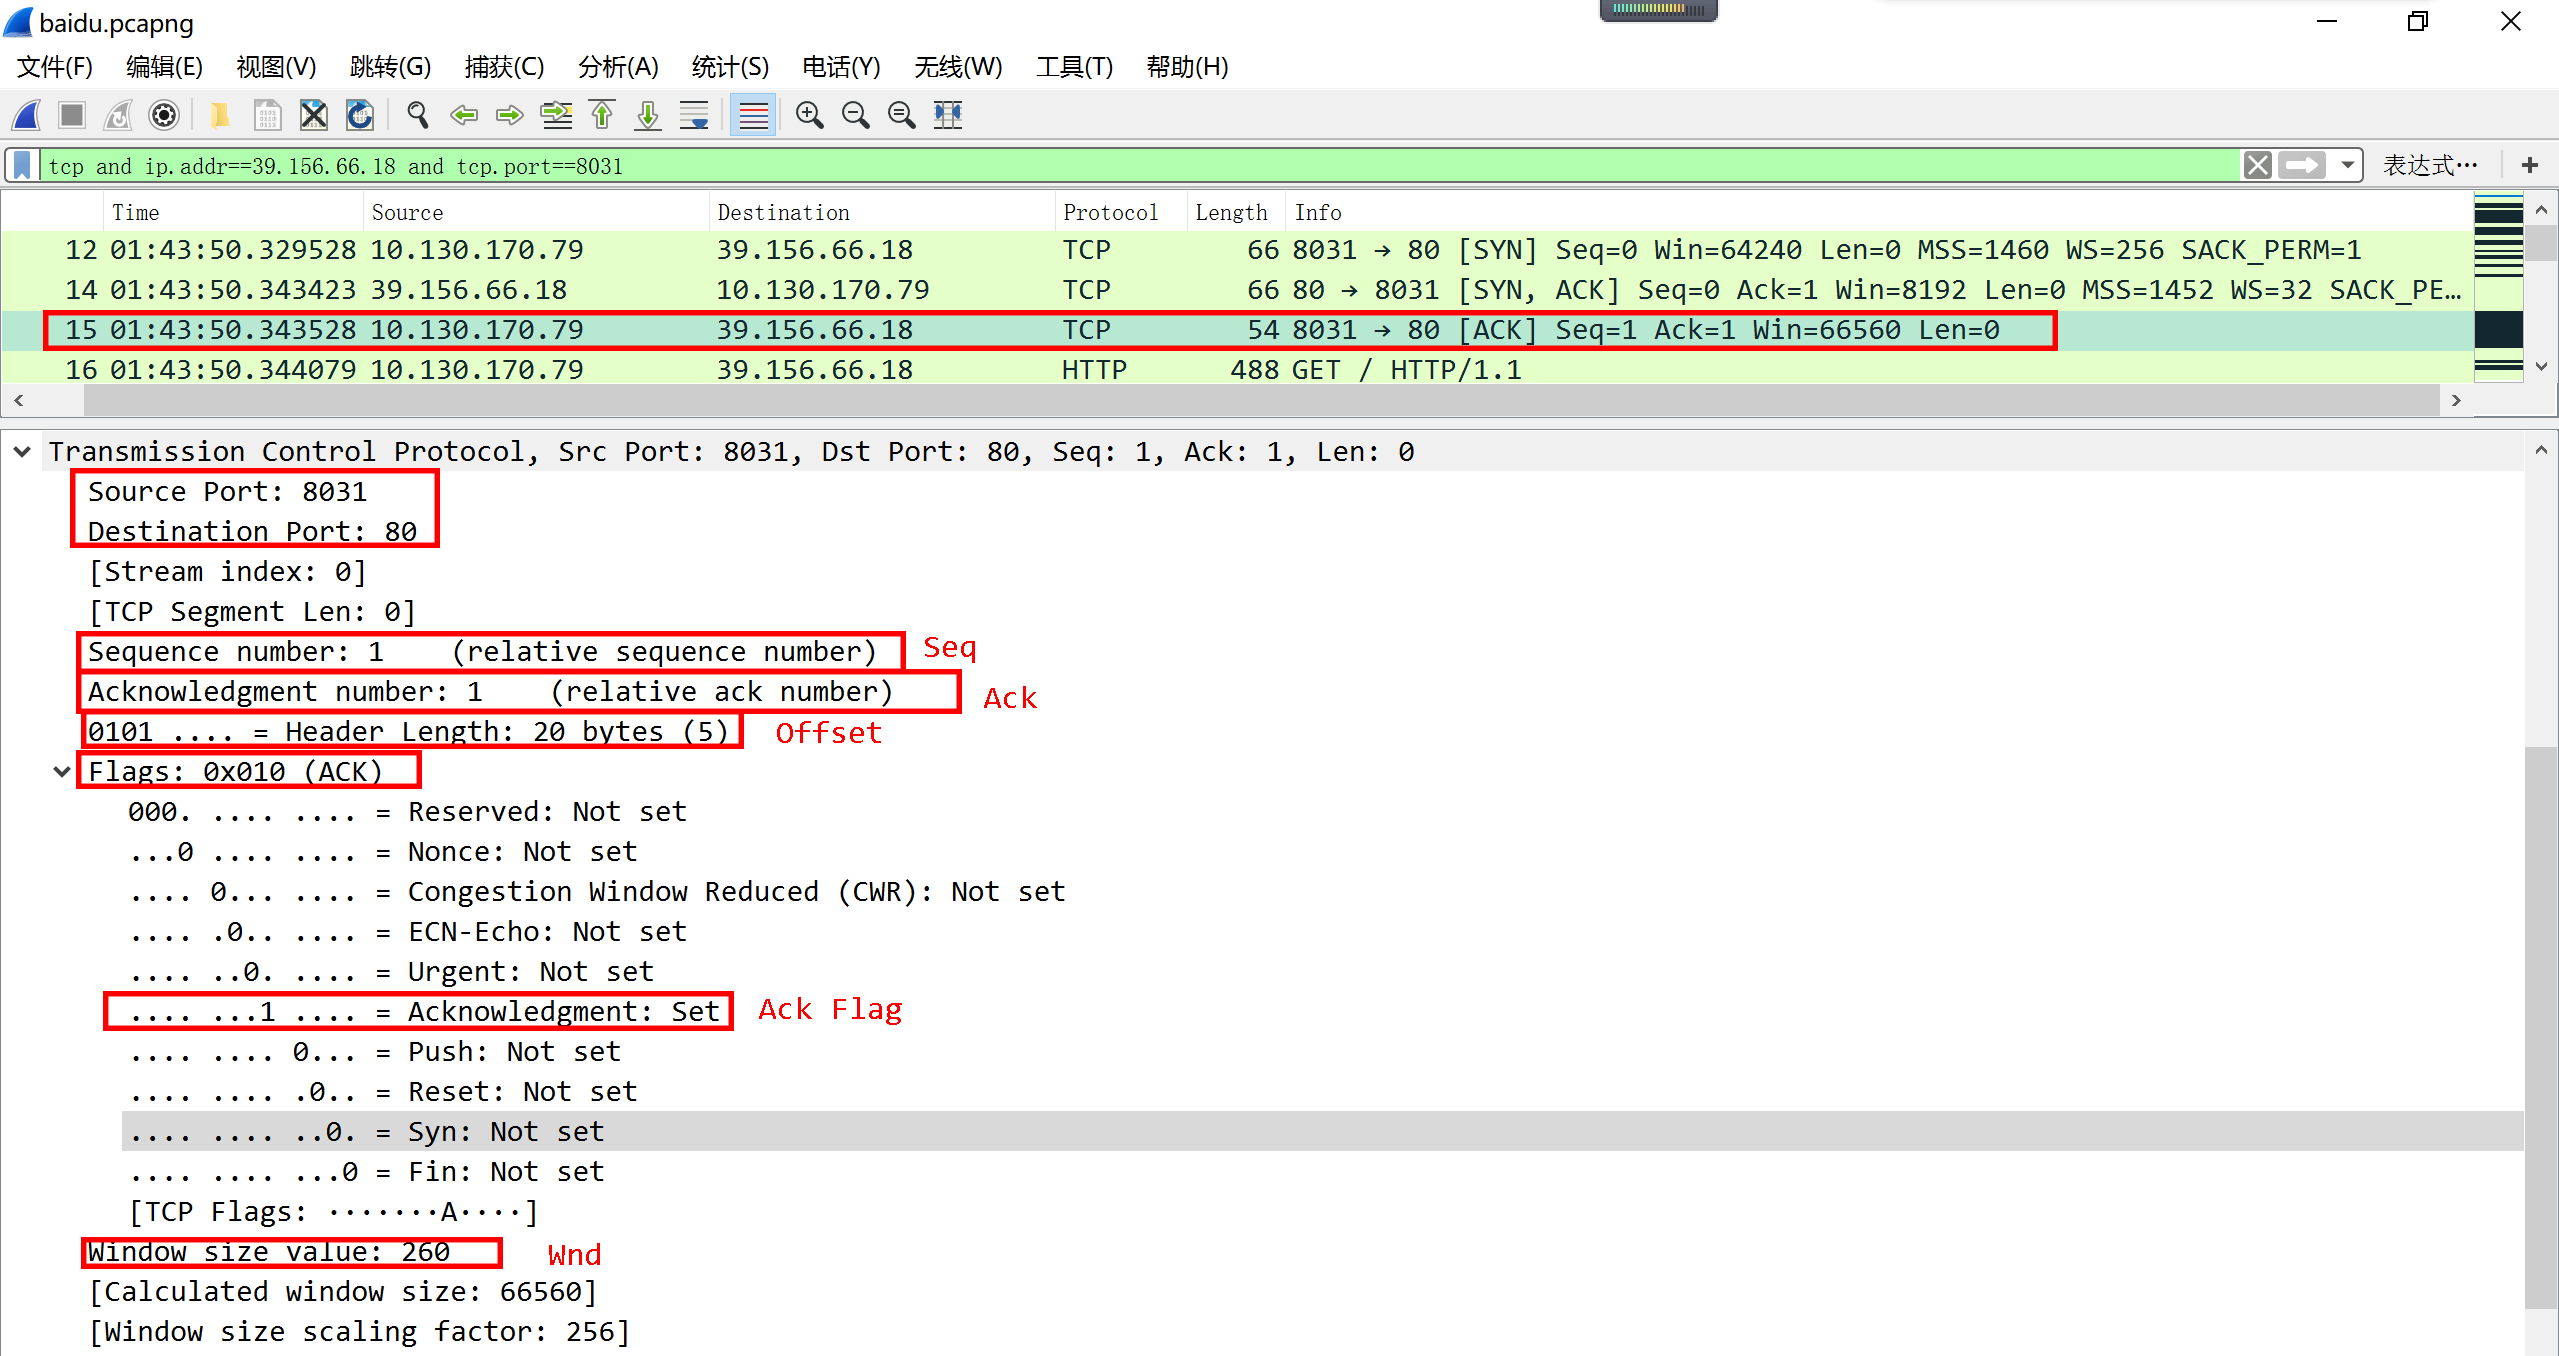 baidu.pcapng
文件(F) 编辑(E) 视图(V) 跳转(G) 捕获(C) 分析(A) 统计(S) 电话(Y) 无线(W) 工具(T) 帮助(H)
tcp and ip.addr==39.156.66.18 and tcp.port==8031 表达式… +
Time Source Destination Protocol Length Info
12 01:43:50.329528 10.130.170.79 39.156.66.18 TCP 66 8031 → 80 [SYN] Seq=0 Win=64240 Len=0 MSS=1460 WS=256 SACK_PERM=1
14 01:43:50.343423 39.156.66.18 10.130.170.79 TCP 66 80 → 8031 [SYN, ACK] Seq=0 Ack=1 Win=8192 Len=0 MSS=1452 WS=32 SACK_PE…
15 01:43:50.343528 10.130.170.79 39.156.66.18 TCP 54 8031 → 80 [ACK] Seq=1 Ack=1 Win=66560 Len=0
16 01:43:50.344079 10.130.170.79 39.156.66.18 HTTP 488 GET / HTTP/1.1
Transmission Control Protocol, Src Port: 8031, Dst Port: 80, Seq: 1, Ack: 1, Len: 0
Source Port: 8031
Destination Port: 80
[Stream index: 0]
[TCP Segment Len: 0]
Sequence number: 1    (relative sequence number) Seq
Acknowledgment number: 1    (relative ack number) Ack
0101 .... = Header Length: 20 bytes (5) Offset
Flags: 0x010 (ACK)
000. .... .... = Reserved: Not set
...0 .... .... = Nonce: Not set
.... 0... .... = Congestion Window Reduced (CWR): Not set
.... .0.. .... = ECN-Echo: Not set
.... ..0. .... = Urgent: Not set
.... ...1 .... = Acknowledgment: Set Ack Flag
.... .... 0... = Push: Not set
.... .... .0.. = Reset: Not set
.... .... ..0. = Syn: Not set
.... .... ...0 = Fin: Not set
[TCP Flags: ·······A····]
Window size value: 260 Wnd
[Calculated window size: 66560]
[Window size scaling factor: 256]